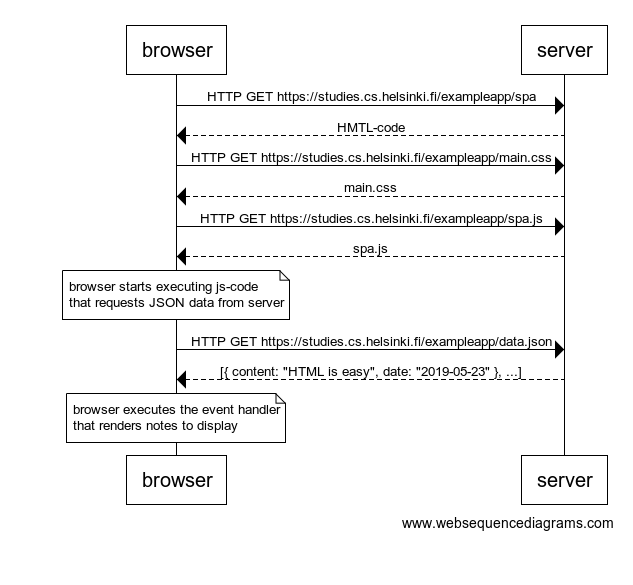 browser
server
HTTP GET https://studies.cs.helsinki.fi/exampleapp/spa
HMTL-code
HTTP GET https://studies.cs.helsinki.fi/exampleapp/main.css
main.css
HTTP GET https://studies.cs.helsinki.fi/exampleapp/spa.js
spa.js
browser starts executing js-code
that requests JSON data from server
HTTP GET https://studies.cs.helsinki.fi/exampleapp/data.json
[{ content: "HTML is easy", date: "2019-05-23" }, ...]
browser executes the event handler
that renders notes to display
browser
server
www.websequencediagrams.com